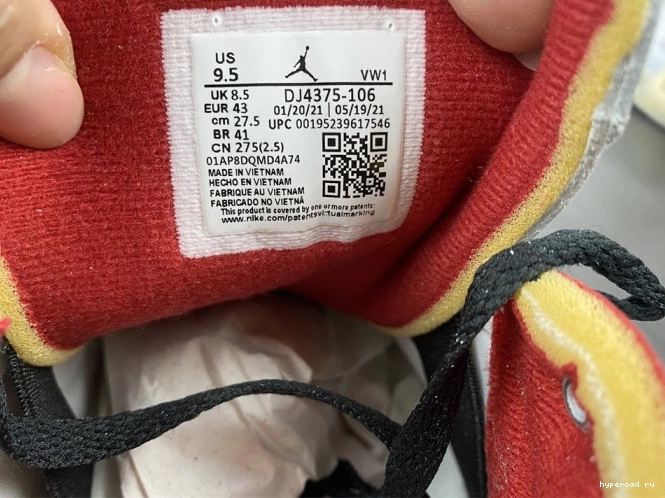 US
9.5
VW1
UK 8.5 DJ4375-106
EUR 43 01/20/21 | 05/19/21
cm 27.5 UPC 00195239617546
BR 41
CN 275(2.5)
01AP8DQMD4A74
MADE IN VIETNAM
HECHO EN VIETNAM
FABRIQUE AU VIETNAM
FABRICADO NO VIETNÃ
This product is covered by one or more patents:
www.nike.com/patentsvirtualmarking
hyperoad ru